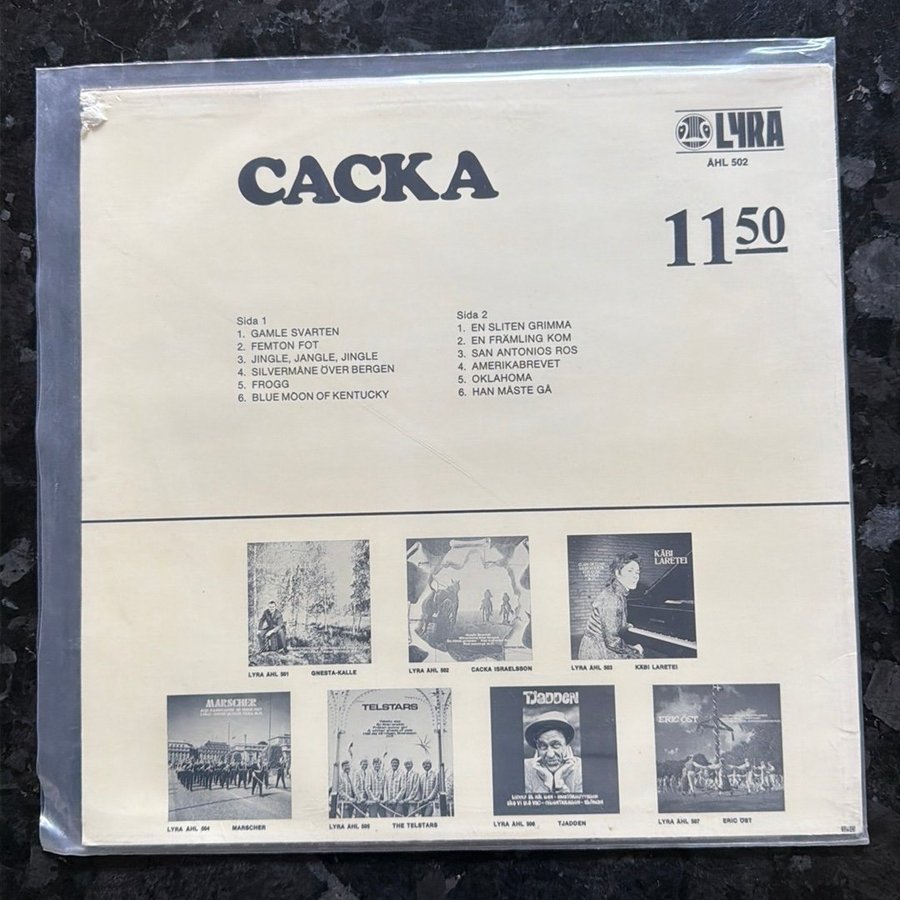 LYRA
ÅHL 502
CACKA
11 50
Sida 1
1. GAMLE SVARTEN
2. FEMTON FOT
3. JINGLE, JANGLE, JINGLE
4. SILVERMÅNE ÖVER BERGEN
5. FROGG
6. BLUE MOON OF KENTUCKY
Sida 2
1. EN SLITEN GRIMMA
2. EN FRÄMLING KOM
3. SAN ANTONIOS ROS
4. AMERIKABREVET
5. OKLAHOMA
6. HAN MÅSTE GÅ
LYRA ÅHL 501 GNESTA-KALLE
LYRA ÅHL 502 CACKA ISRAELSSON
KÄBI
LARETEI
LYRA ÅHL 503 KÄBI LARETEI
MARSCHER
LYRA ÅHL 504 MARSCHER
TELSTARS
LYRA ÅHL 505 THE TELSTARS
TJADDEN
LYRA ÅHL 506 TJADDEN
ERIC ÖST
LYRA ÅHL 507 ERIC ÖST